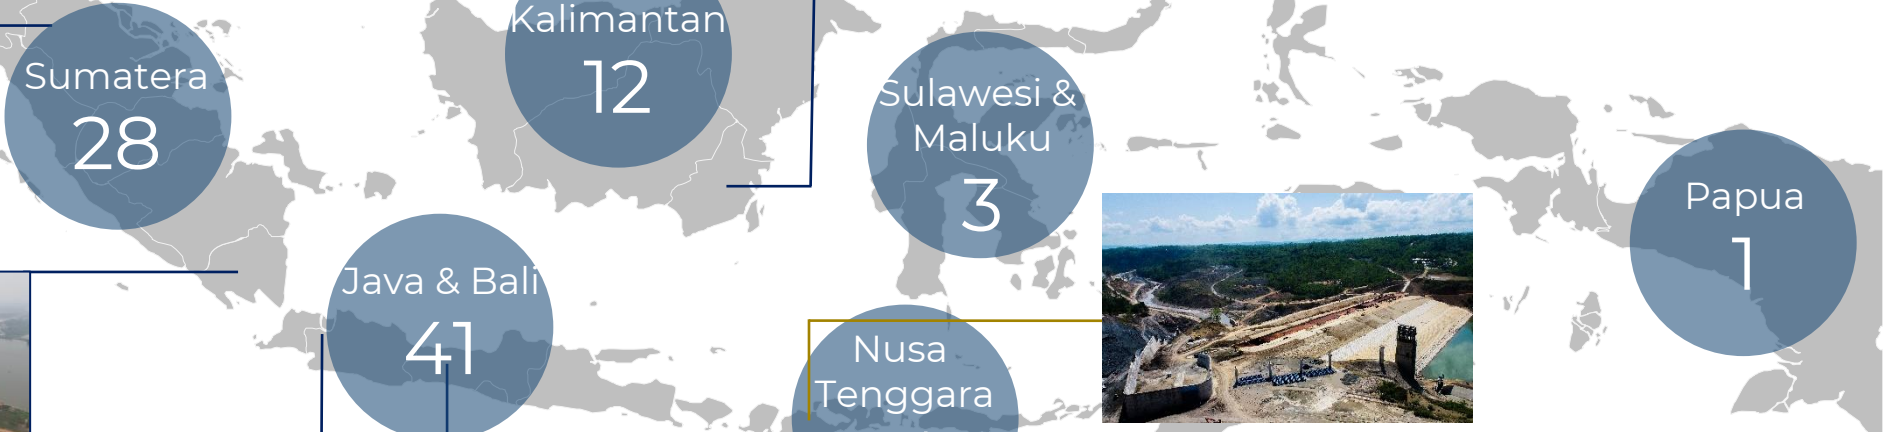 Kalimantan
12
Sumatera
28
Sulawesi &
Maluku
3
Papua
1
Java & Bali
41
Nusa
Tenggara